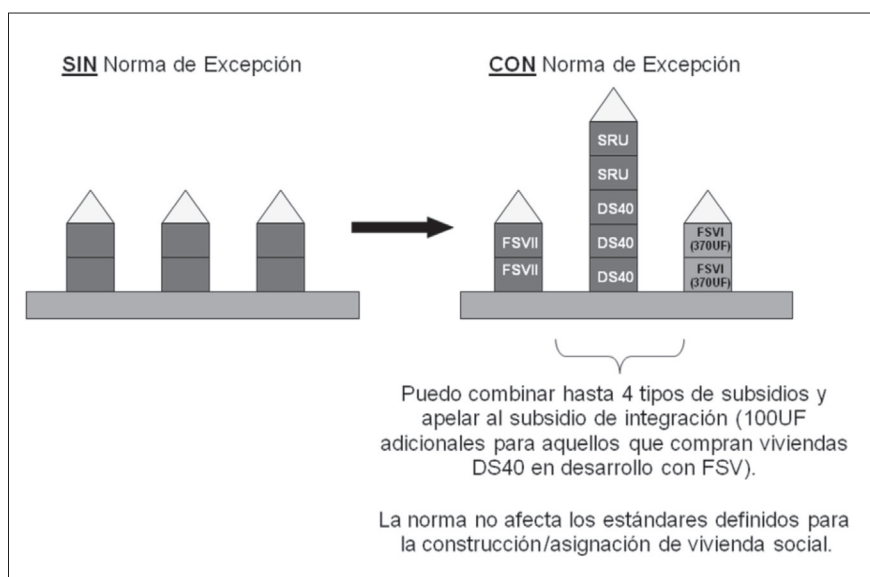 SIN Norma de Excepción
CON Norma de Excepción
SRU
SRU
DS40
DS40
DS40
FSVII
FSVII
FSVI
(370UF)
FSVI
(370UF)
Puedo combinar hasta 4 tipos de subsidios y
apelar al subsidio de integración (100UF
adicionales para aquellos que compran viviendas
DS40 en desarrollo con FSV).
La norma no afecta los estándares definidos para
la construcción/asignación de vivienda social.